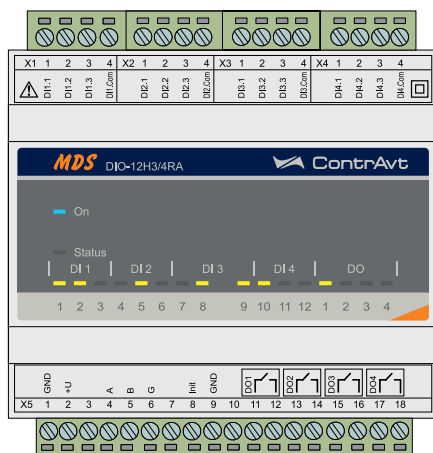 X1 1 2 3 4 X2 1 2 3 4 X3 1 2 3 4 X4 1 2 3 4
DI1.1 DI1.2 DI1.3 DI1.Com DI2.1 DI2.2 DI2.3 DI2.Com DI3.1 DI3.2 DI3.3 DI3.Com DI4.1 DI4.2 DI4.3 DI4.Com
MDS DIO-12H3/4RA ContrAvt
On
Status
DI 1 DI 2 DI 3 DI 4 DO
1 2 3 4 5 6 7 8 9 10 11 12 1 2 3 4
GND +U A B G Init GND DO1 DO2 DO3 DO4
X5 1 2 3 4 5 6 7 8 9 10 11 12 13 14 15 16 17 18